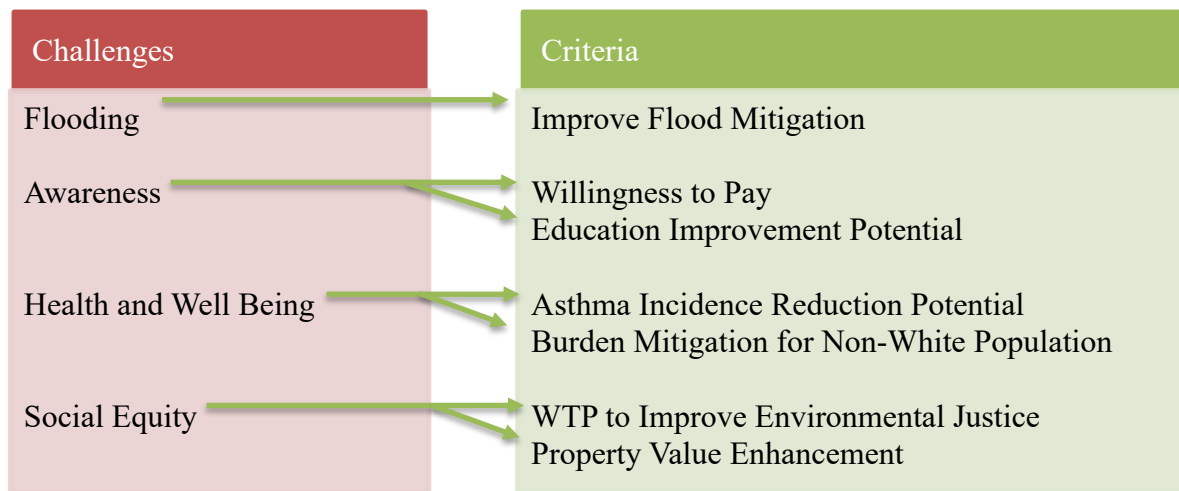 Challenges
Criteria
Flooding
Improve Flood Mitigation
Awareness
Willingness to Pay
Education Improvement Potential
Health and Well Being
Asthma Incidence Reduction Potential
Burden Mitigation for Non-White Population
Social Equity
WTP to Improve Environmental Justice
Property Value Enhancement